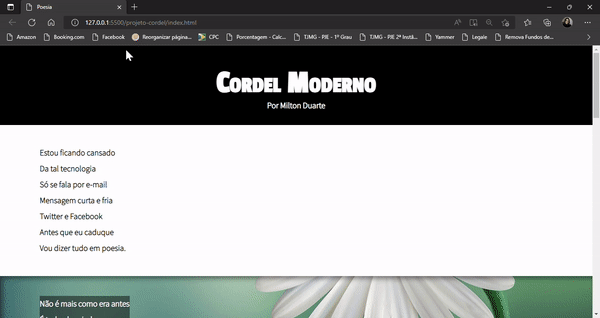 Poesia
127.0.0.1:5500/projeto-cordel/index.html
Amazon Booking.com Facebook Reorganizar página... CPC Porcentagem - Calc... TJMG - PJE - 1º Grau TJMG - PJE 2º Instâ... Yammer Legale Remova Fundos de...
Cordel Moderno
Por Milton Duarte
Estou ficando cansado
Da tal tecnologia
Só se fala por e-mail
Mensagem curta e fria
Twitter e Facebook
Antes que eu caduque
Vou dizer tudo em poesia.
Não é mais como era antes